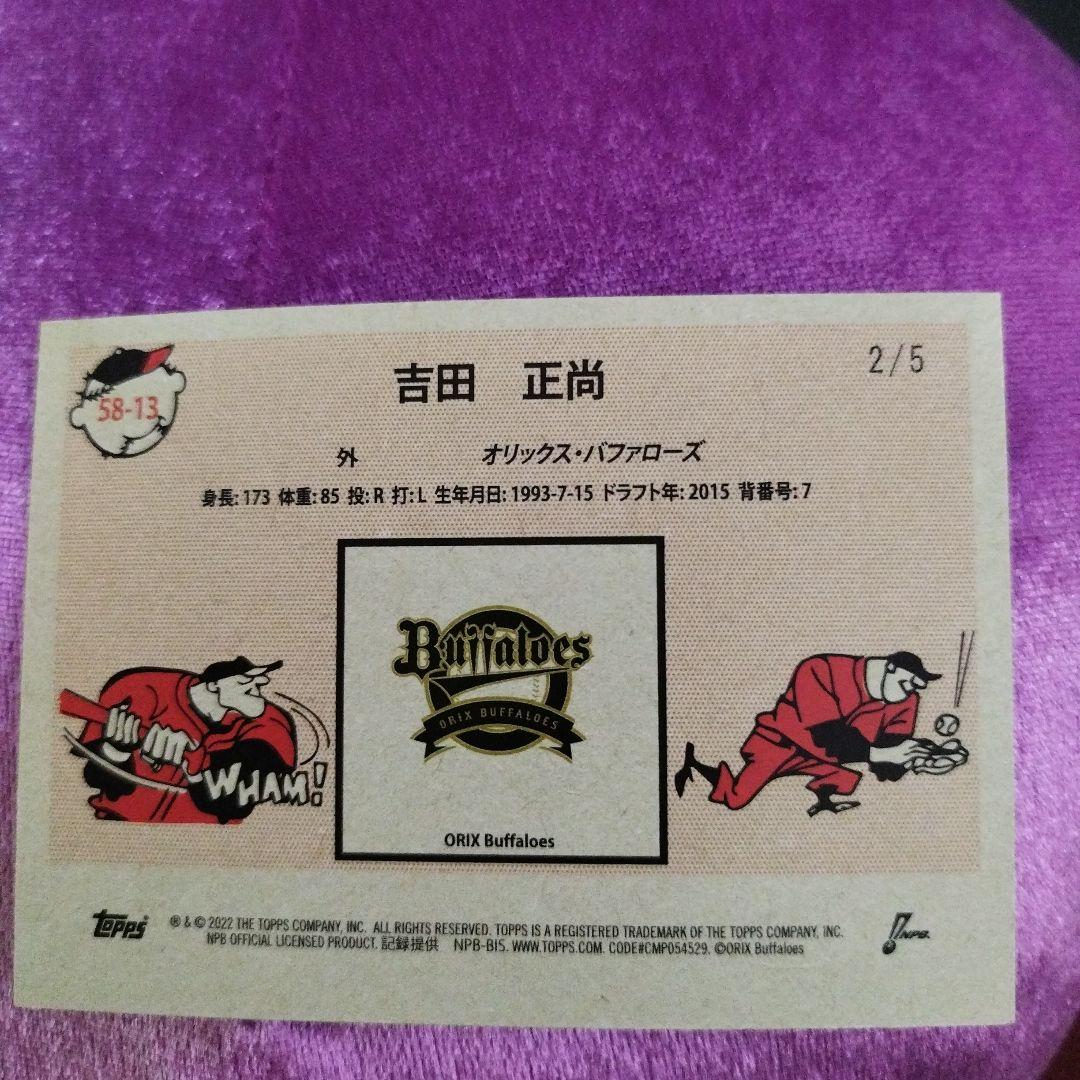 2/5
58-13
吉田 正尚
外 オリックス・バファローズ
身長: 173 体重: 85 投: R 打: L 生年月日: 1993-7-15 ドラフト年: 2015 背番号: 7
Buffaloes
ORIX BUFFALOES
WHAM!
ORIX Buffaloes
topps
® & © 2022 THE TOPPS COMPANY, INC. ALL RIGHTS RESERVED. TOPPS IS A REGISTERED TRADEMARK OF THE TOPPS COMPANY, INC.
NPB OFFICIAL LICENSED PRODUCT. 記録提供 NPB-BIS. WWW.TOPPS.COM. CODE#CMP054529. ©ORIX Buffaloes
NPB.